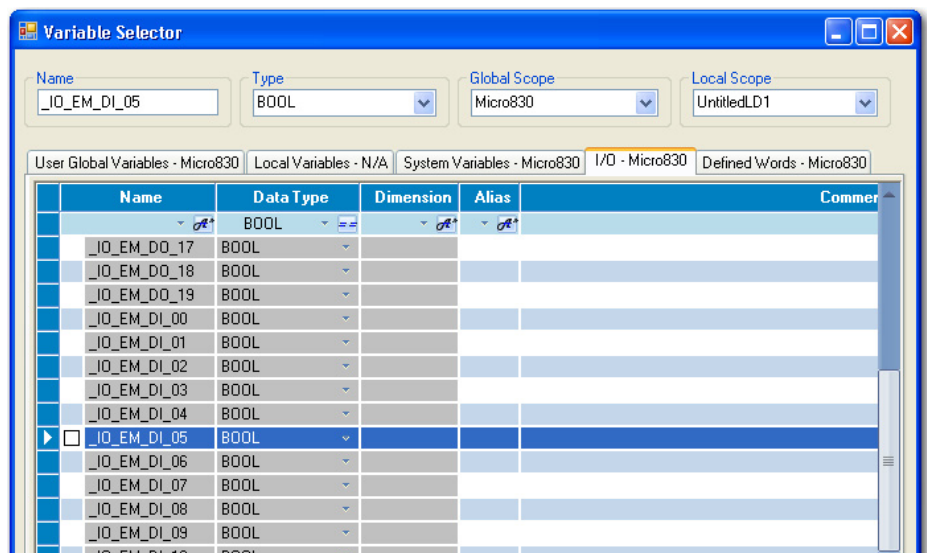 Variable Selector
Name Type Global Scope Local Scope
_IO_EM_DI_05 BOOL Micro830 UntitledLD1
User Global Variables - Micro830 Local Variables - N/A System Variables - Micro830 I/O - Micro830 Defined Words - Micro830
Name Data Type Dimension Alias Commer
BOOL ==
_IO_EM_DO_17 BOOL
_IO_EM_DO_18 BOOL
_IO_EM_DO_19 BOOL
_IO_EM_DI_00 BOOL
_IO_EM_DI_01 BOOL
_IO_EM_DI_02 BOOL
_IO_EM_DI_03 BOOL
_IO_EM_DI_04 BOOL
_IO_EM_DI_05 BOOL
_IO_EM_DI_06 BOOL
_IO_EM_DI_07 BOOL
_IO_EM_DI_08 BOOL
_IO_EM_DI_09 BOOL